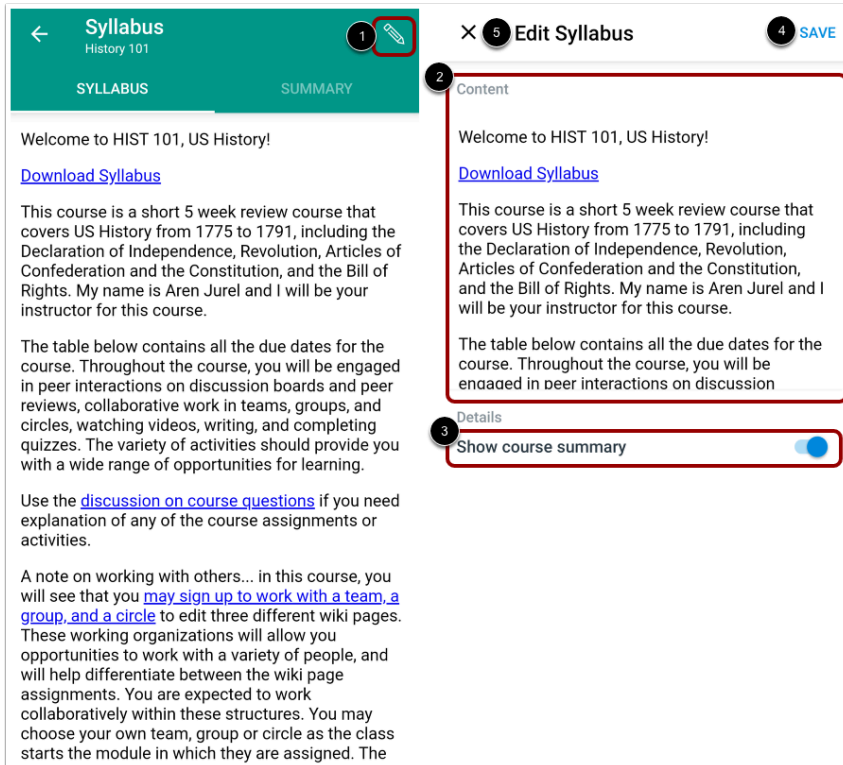 Syllabus
History 101
1
SYLLABUS
SUMMARY
Welcome to HIST 101, US History!
Download Syllabus
This course is a short 5 week review course that
covers US History from 1775 to 1791, including the
Declaration of Independence, Revolution, Articles of
Confederation and the Constitution, and the Bill of
Rights. My name is Aren Jurel and I will be your
instructor for this course.
The table below contains all the due dates for the
course. Throughout the course, you will be engaged
in peer interactions on discussion boards and peer
reviews, collaborative work in teams, groups, and
circles, watching videos, writing, and completing
quizzes. The variety of activities should provide you
with a wide range of opportunities for learning.
Use the discussion on course questions if you need
explanation of any of the course assignments or
activities.
A note on working with others... in this course, you
will see that you may sign up to work with a team, a
group, and a circle to edit three different wiki pages.
These working organizations will allow you
opportunities to work with a variety of people, and
will help differentiate between the wiki page
assignments. You are expected to work
collaboratively within these structures. You may
choose your own team, group or circle as the class
starts the module in which they are assigned. The
5 Edit Syllabus
4 SAVE
2
Content
Welcome to HIST 101, US History!
Download Syllabus
This course is a short 5 week review course that
covers US History from 1775 to 1791, including
the Declaration of Independence, Revolution,
Articles of Confederation and the Constitution,
and the Bill of Rights. My name is Aren Jurel and I
will be your instructor for this course.
The table below contains all the due dates for the
course. Throughout the course, you will be
engaged in peer interactions on discussion
Details
3
Show course summary